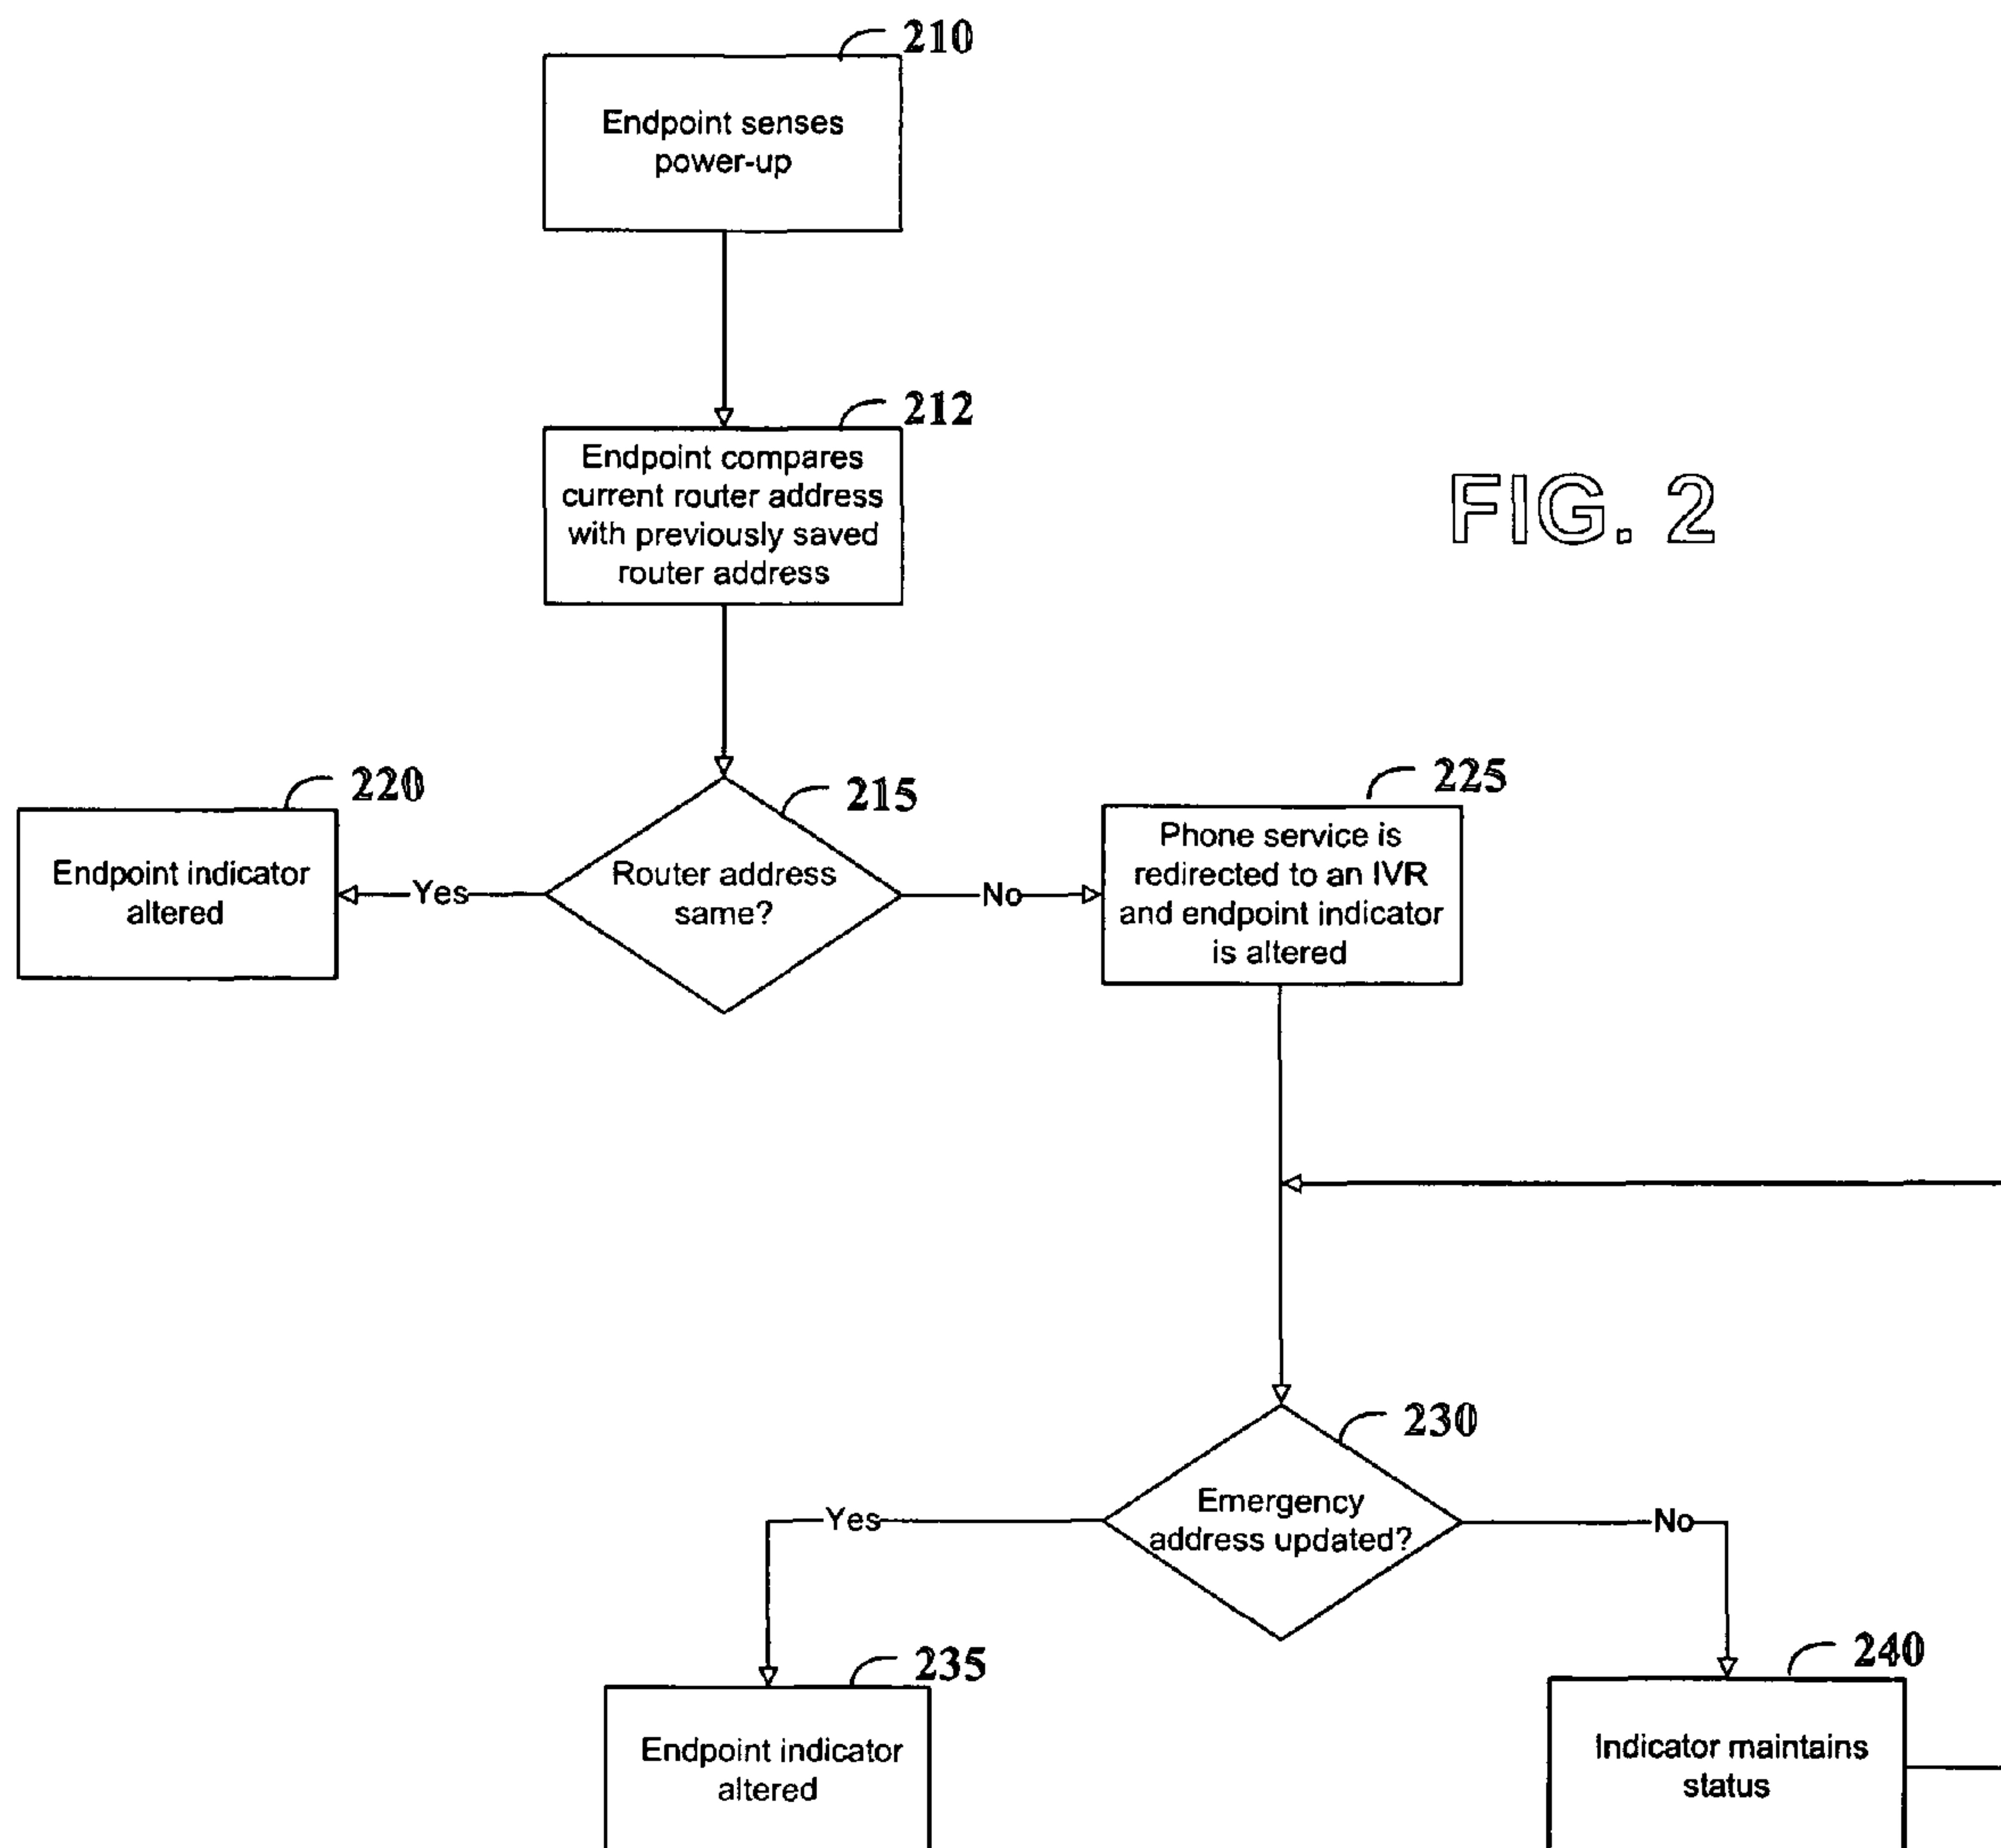 210
Endpoint senses
power-up
212
Endpoint compares
current router address
with previously saved
router address
FIG. 2
220
Endpoint indicator
altered
Yes
215
Router address
same?
No
225
Phone service is
redirected to an IVR
and endpoint indicator
is altered
230
Emergency
address updated?
Yes
No
235
Endpoint indicator
altered
240
Indicator maintains
status